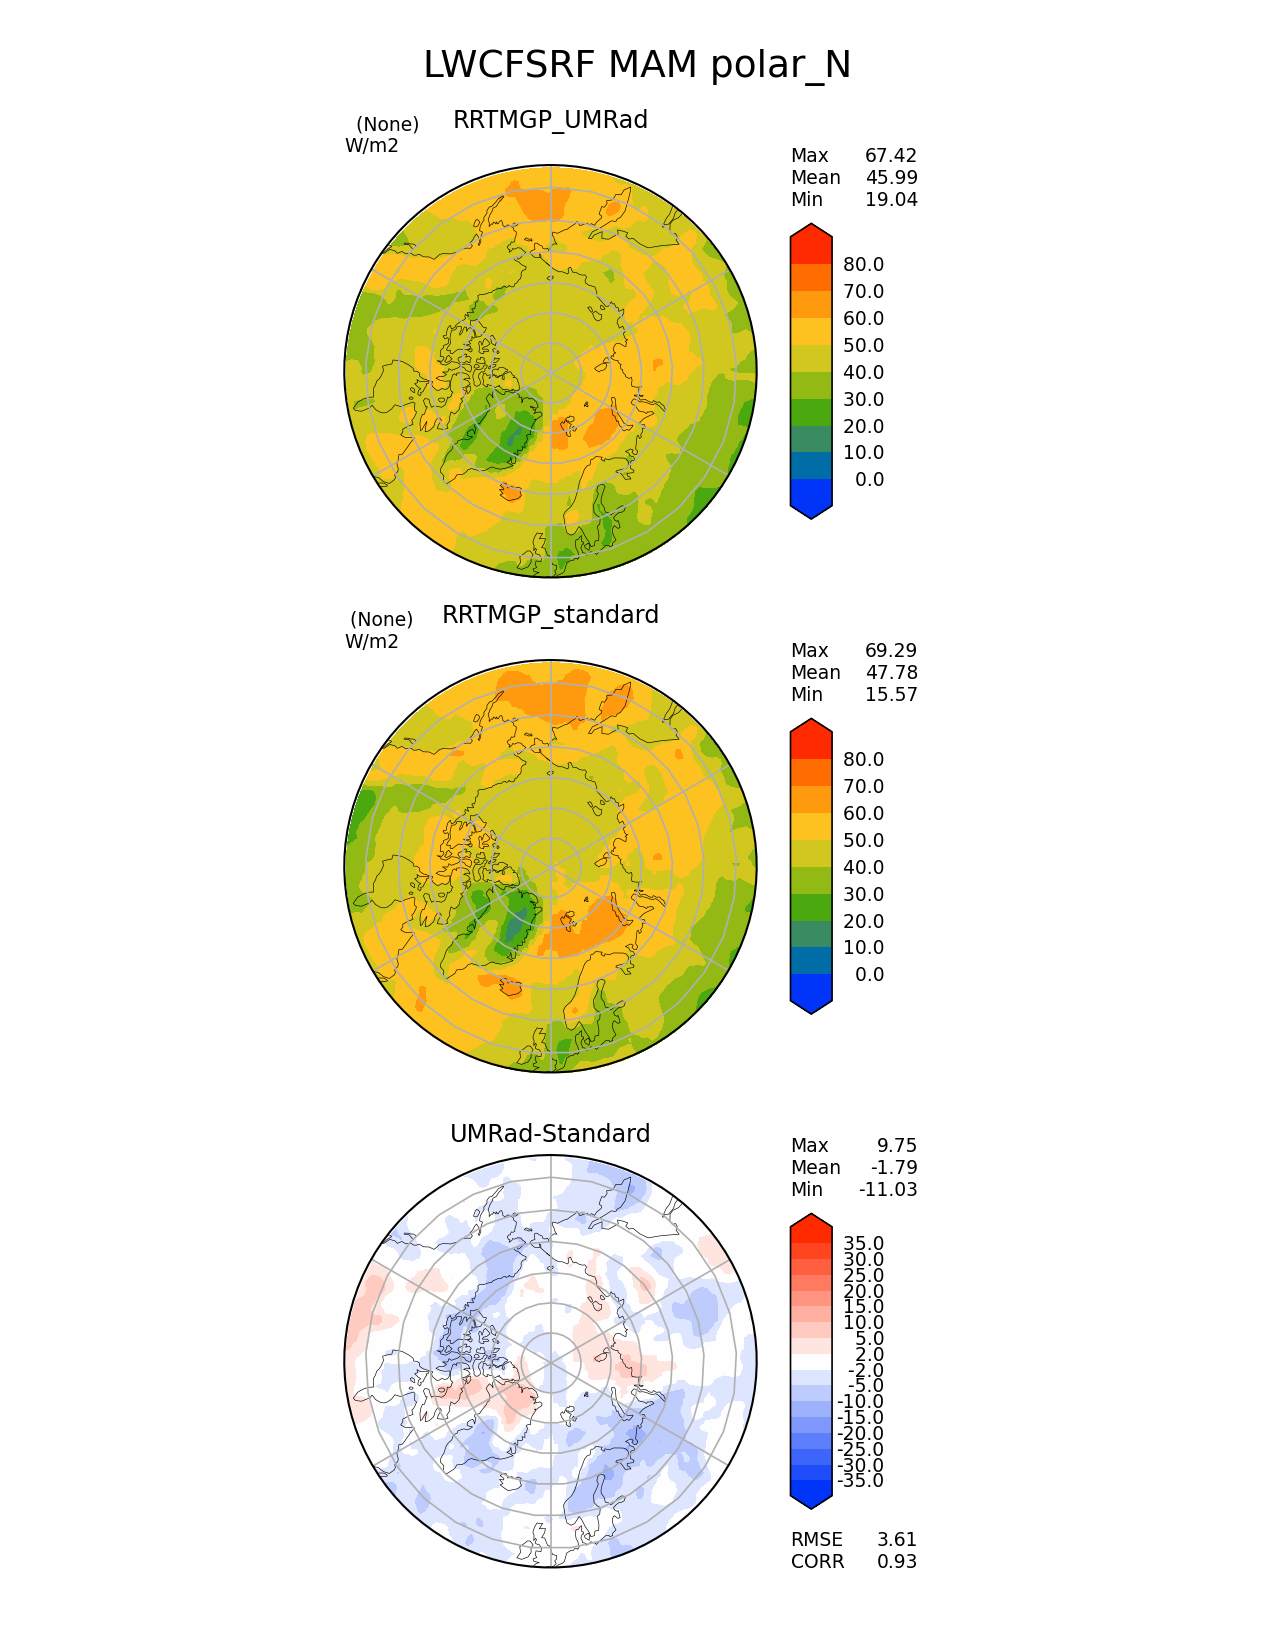 LWCFSRF MAM polar_N
(None) RRTMGP_UMRad
W/m2
Max 67.42
Mean 45.99
Min 19.04
80.0
70.0
60.0
50.0
40.0
30.0
20.0
10.0
0.0
(None) RRTMGP_standard
W/m2
Max 69.29
Mean 47.78
Min 15.57
80.0
70.0
60.0
50.0
40.0
30.0
20.0
10.0
0.0
UMRad-Standard
Max 9.75
Mean -1.79
Min -11.03
35.0
30.0
25.0
20.0
15.0
10.0
5.0
2.0
-2.0
-5.0
-10.0
-15.0
-20.0
-25.0
-30.0
-35.0
RMSE 3.61
CORR 0.93